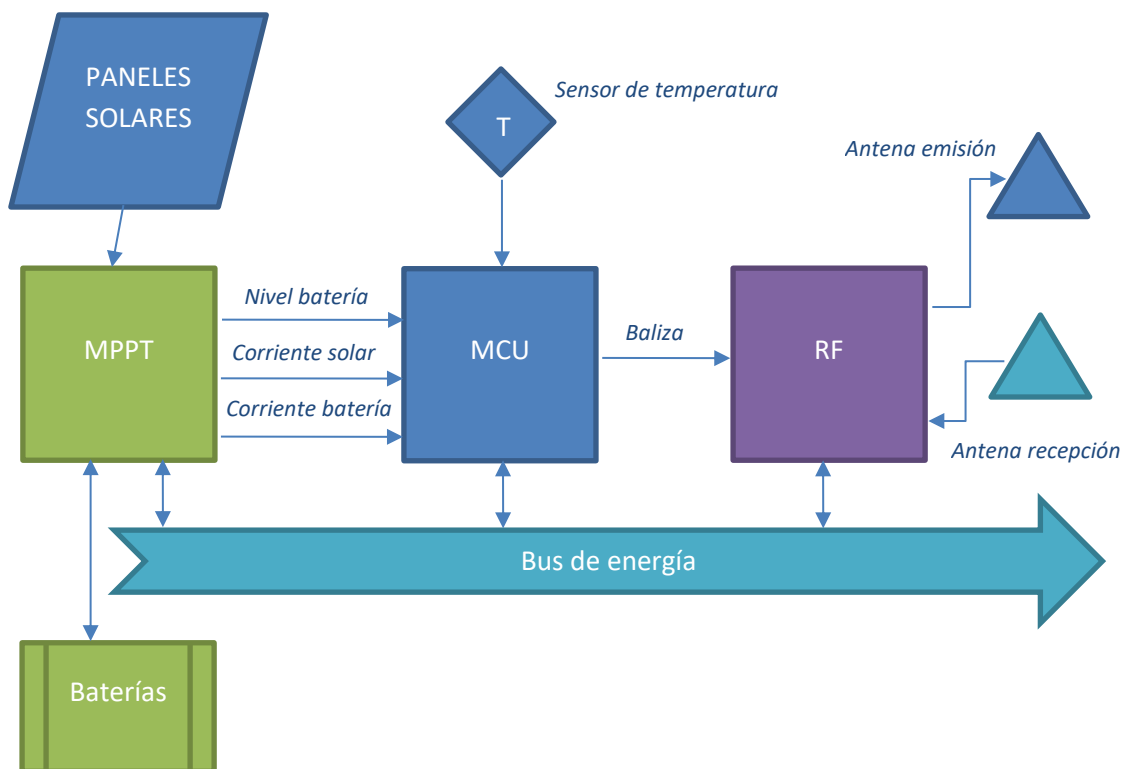 PANELES
SOLARES
T
Sensor de temperatura
Antena emisión
MPPT
Nivel batería
Corriente solar
Corriente batería
MCU
Baliza
RF
Antena recepción
Bus de energía
Baterías